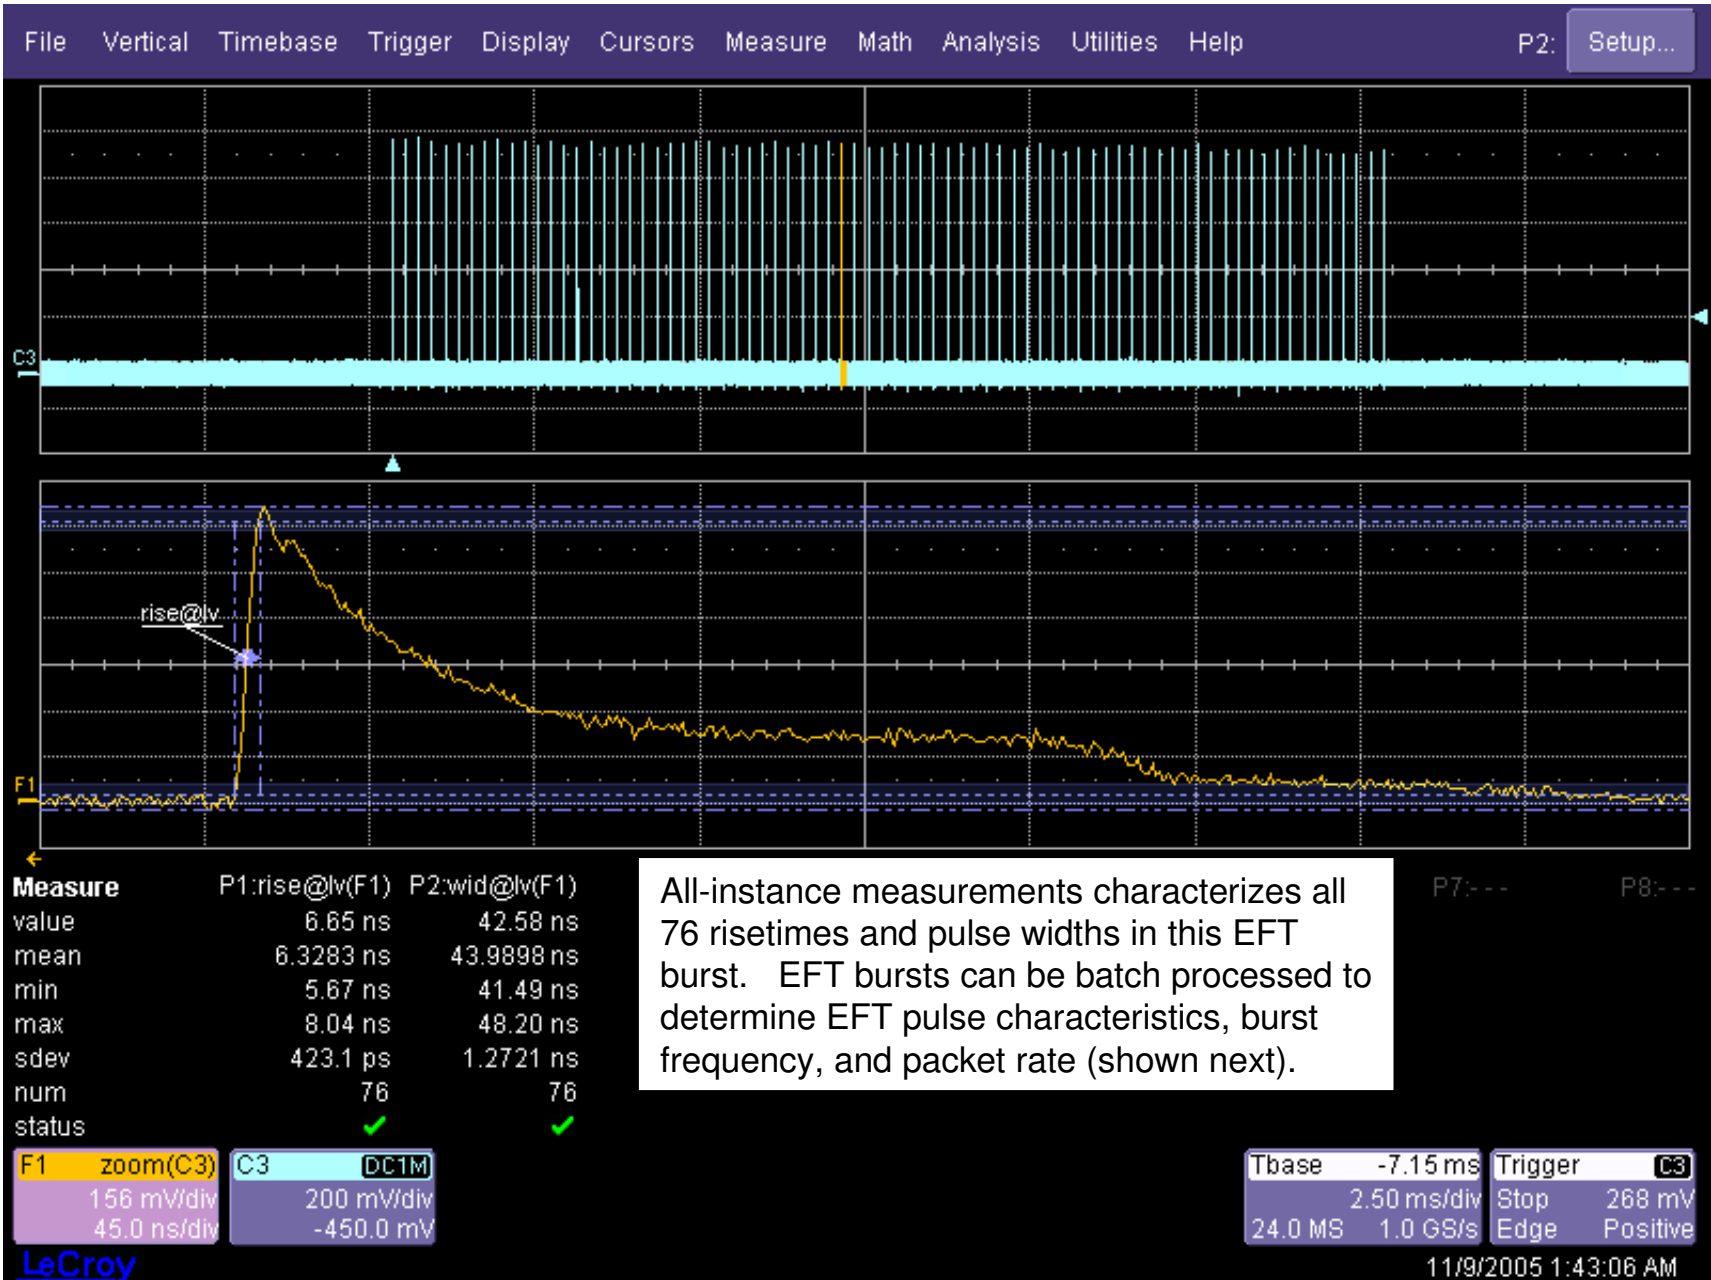 File Vertical Timebase Trigger Display Cursors Measure Math Analysis Utilities Help P2: Setup...
C3
rise@lv
F1
Measure P1:rise@lv(F1) P2:wid@lv(F1) P7:--- P8:---
value 6.65 ns 42.58 ns
mean 6.3283 ns 43.9898 ns
min 5.67 ns 41.49 ns
max 8.04 ns 48.20 ns
sdev 423.1 ps 1.2721 ns
num 76 76
status
All-instance measurements characterizes all
76 risetimes and pulse widths in this EFT
burst. EFT bursts can be batch processed to
determine EFT pulse characteristics, burst
frequency, and packet rate (shown next).
F1 zoom(C3)
156 mV/div
45.0 ns/div
C3 DC1M
200 mV/div
-450.0 mV
Tbase -7.15 ms
2.50 ms/div
24.0 MS 1.0 GS/s
Trigger C3
Stop 268 mV
Edge Positive
LeCroy
11/9/2005 1:43:06 AM